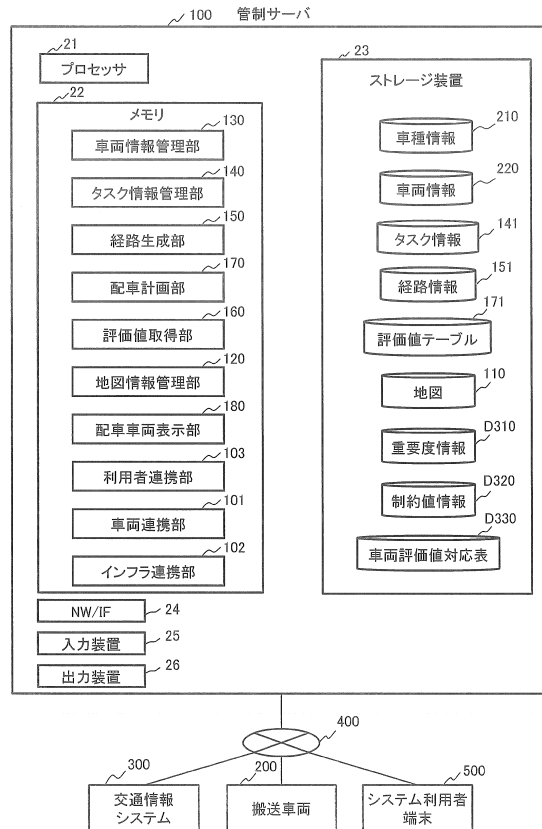 100 管制サーバ
21
プロセッサ
22
メモリ
130
車両情報管理部
140
タスク情報管理部
150
経路生成部
170
配車計画部
160
評価値取得部
120
地図情報管理部
180
配車車両表示部
103
利用者連携部
101
車両連携部
102
インフラ連携部
NW/IF 24
入力装置 25
出力装置 26
23
ストレージ装置
210
車種情報
220
車両情報
141
タスク情報
151
経路情報
171
評価値テーブル
110
地図
D310
重要度情報
D320
制約値情報
D330
車両評価値対応表
400
300
交通情報
システム
200
搬送車両
500
システム利用者
端末